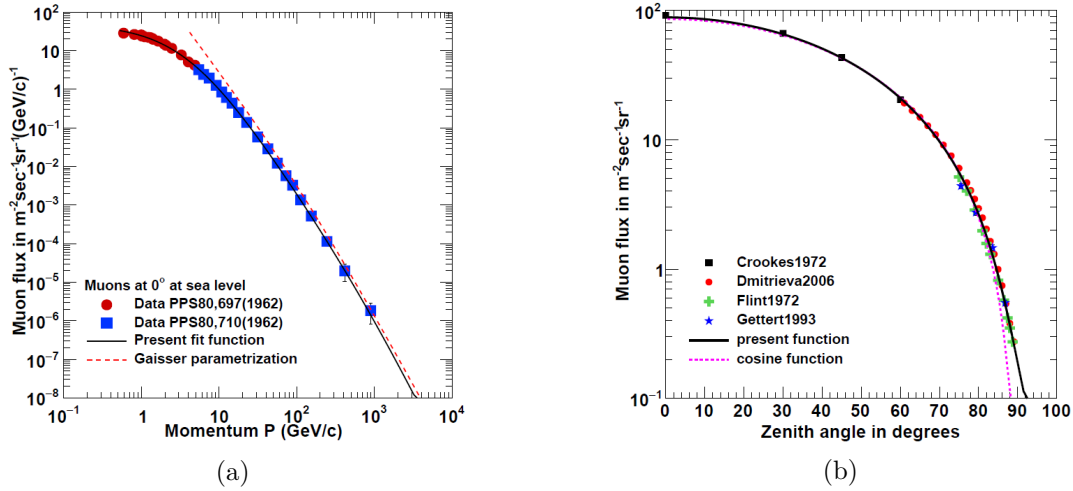 Muon flux in m⁻²sec⁻¹sr⁻¹(GeV/c)⁻¹
10²
10
1
10⁻¹
10⁻²
10⁻³
10⁻⁴
10⁻⁵
10⁻⁶
10⁻⁷
10⁻⁸
Muons at 0° at sea level
Data PPS80,697(1962)
Data PPS80,710(1962)
Present fit function
Gaisser parametrization
10⁻¹ 1 10 10² 10³ 10⁴
Momentum P (GeV/c)
(a)
Muon flux in m⁻²sec⁻¹sr⁻¹
10²
10
1
10⁻¹
Crookes1972
Dmitrieva2006
Flint1972
Gettert1993
present function
cosine function
0 10 20 30 40 50 60 70 80 90 100
Zenith angle in degrees
(b)